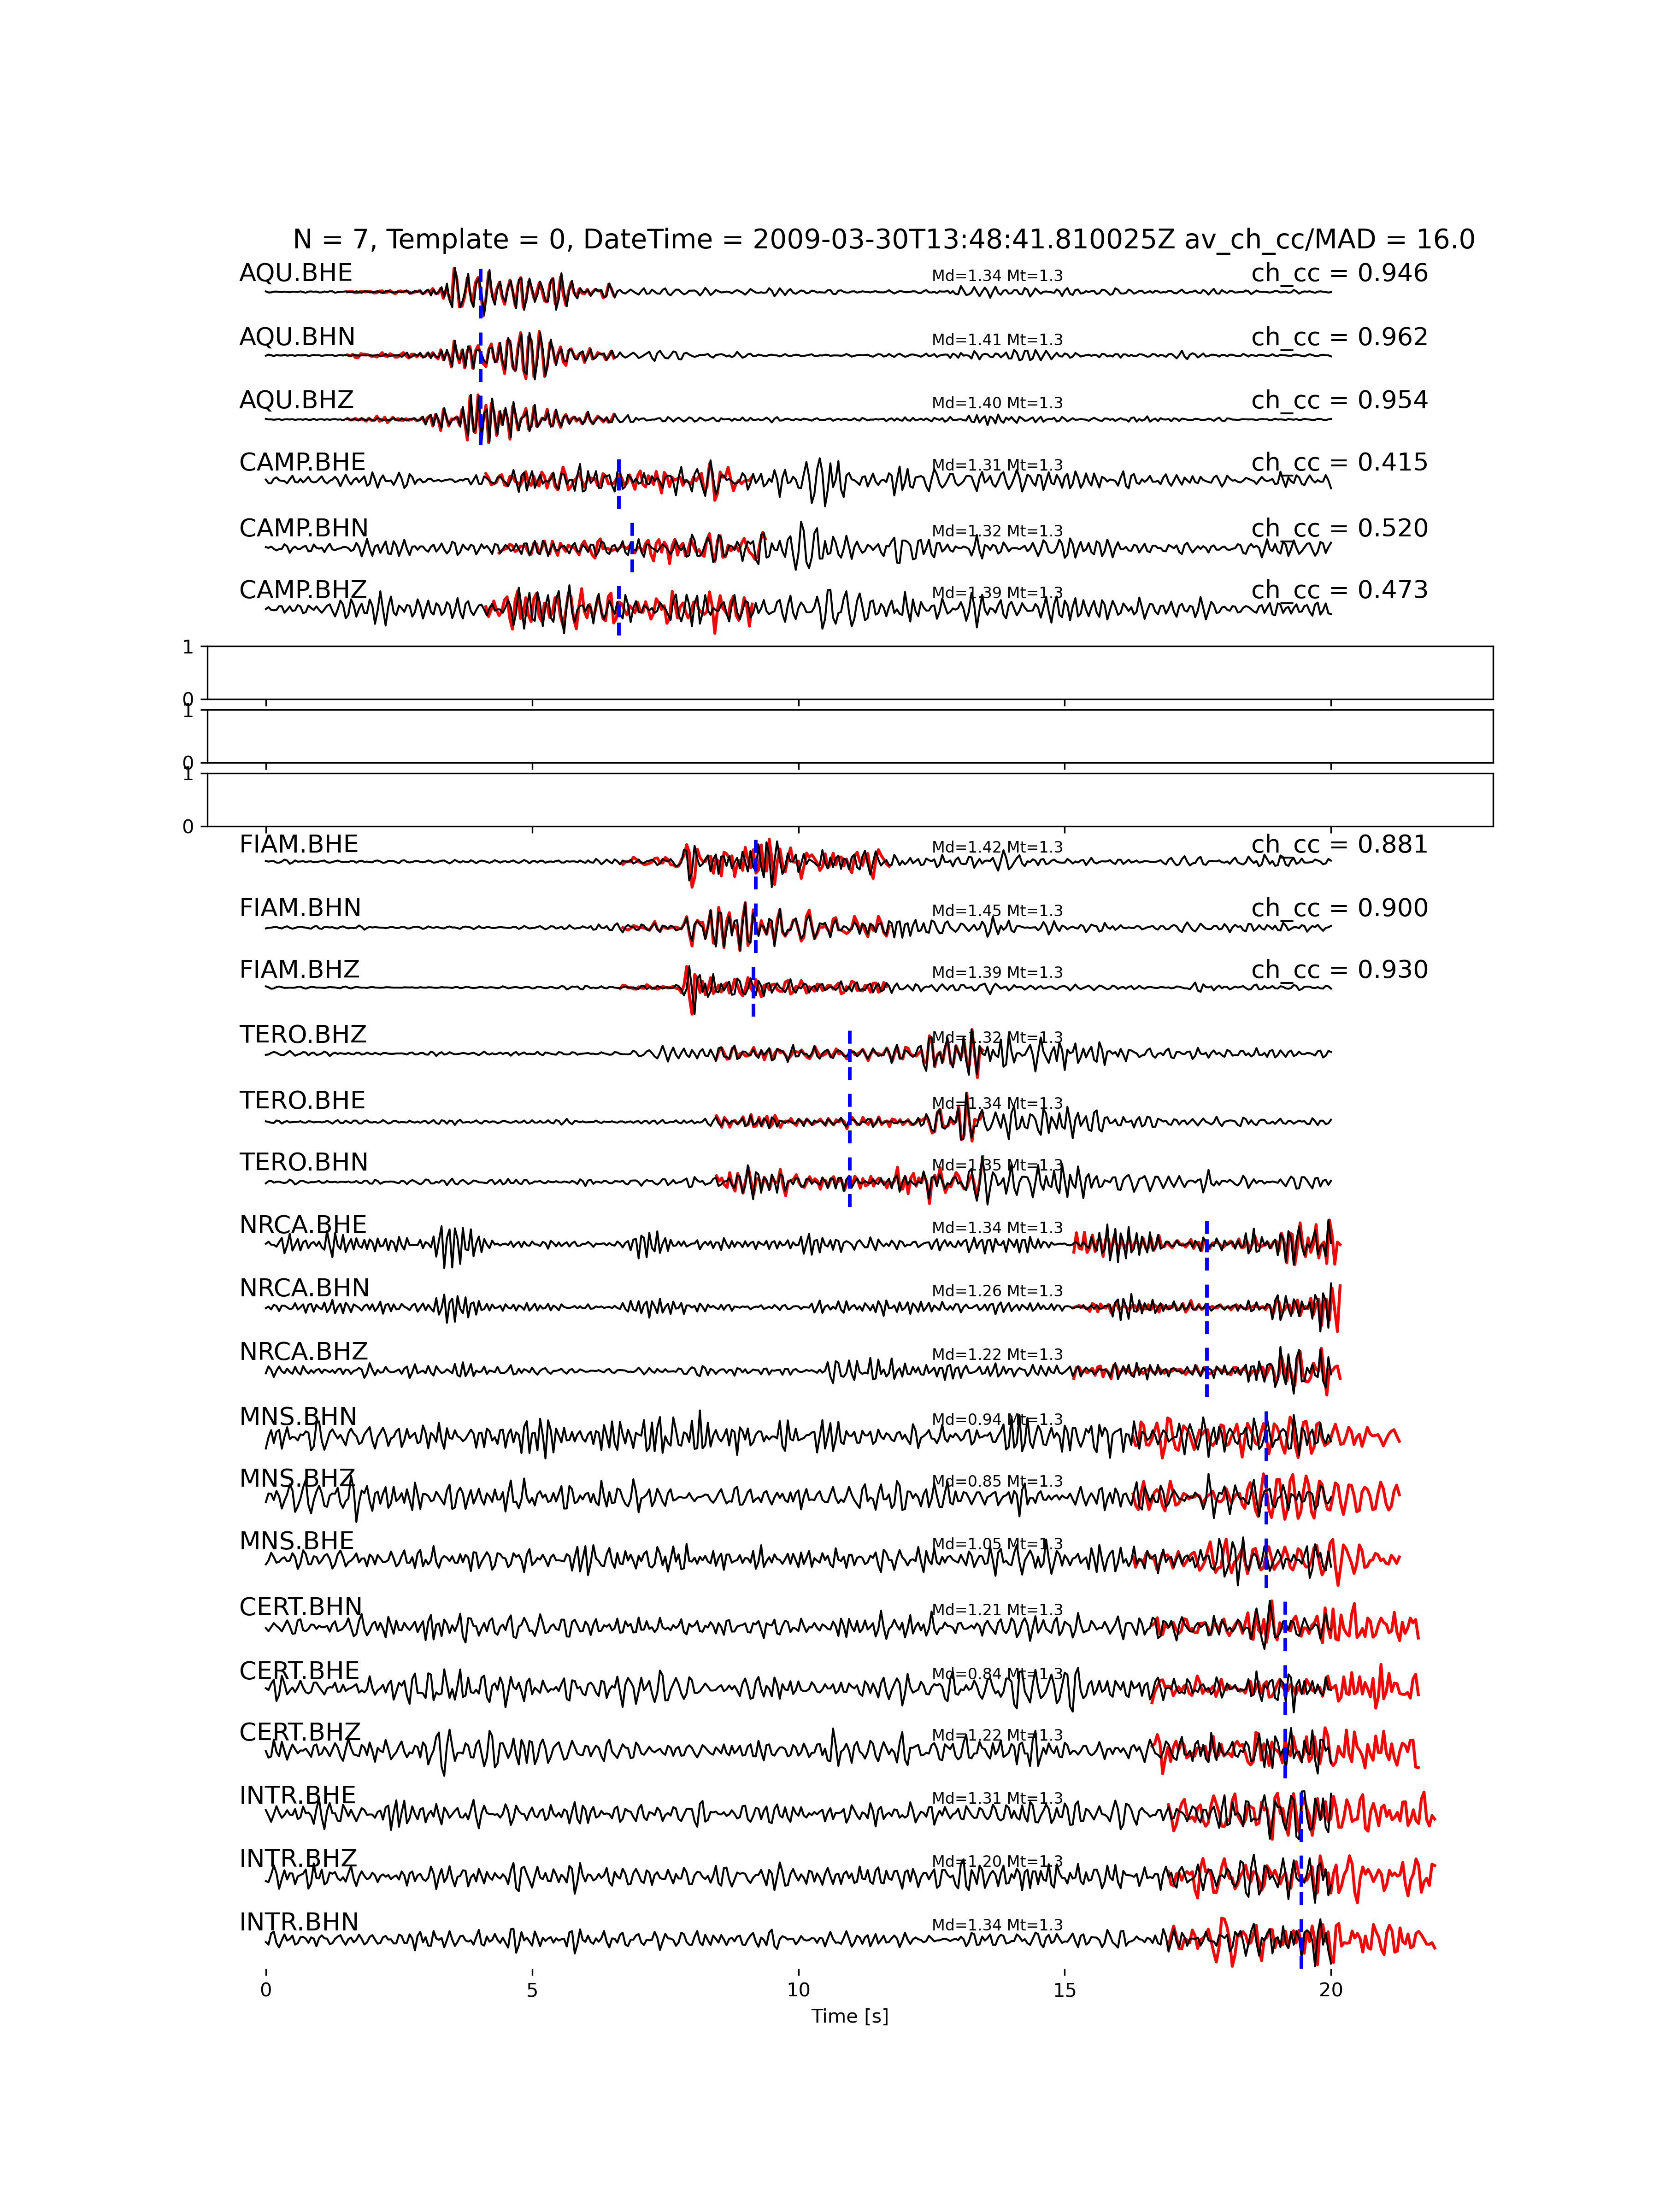 N = 7, Template = 0, DateTime = 2009-03-30T13:48:41.810025Z av_ch_cc/MAD = 16.0
AQU.BHE Md=1.34 Mt=1.3 ch_cc = 0.946
AQU.BHN Md=1.41 Mt=1.3 ch_cc = 0.962
AQU.BHZ Md=1.40 Mt=1.3 ch_cc = 0.954
CAMP.BHE Md=1.31 Mt=1.3 ch_cc = 0.415
CAMP.BHN Md=1.32 Mt=1.3 ch_cc = 0.520
CAMP.BHZ Md=1.39 Mt=1.3 ch_cc = 0.473
1
0
1
0
1
0
FIAM.BHE Md=1.42 Mt=1.3 ch_cc = 0.881
FIAM.BHN Md=1.45 Mt=1.3 ch_cc = 0.900
FIAM.BHZ Md=1.39 Mt=1.3 ch_cc = 0.930
TERO.BHZ Md=1.32 Mt=1.3
TERO.BHE Md=1.34 Mt=1.3
TERO.BHN Md=1.35 Mt=1.3
NRCA.BHE Md=1.34 Mt=1.3
NRCA.BHN Md=1.26 Mt=1.3
NRCA.BHZ Md=1.22 Mt=1.3
MNS.BHN Md=0.94 Mt=1.3
MNS.BHZ Md=0.85 Mt=1.3
MNS.BHE Md=1.05 Mt=1.3
CERT.BHN Md=1.21 Mt=1.3
CERT.BHE Md=0.84 Mt=1.3
CERT.BHZ Md=1.22 Mt=1.3
INTR.BHE Md=1.31 Mt=1.3
INTR.BHZ Md=1.20 Mt=1.3
INTR.BHN Md=1.34 Mt=1.3
0 5 10 15 20
Time [s]